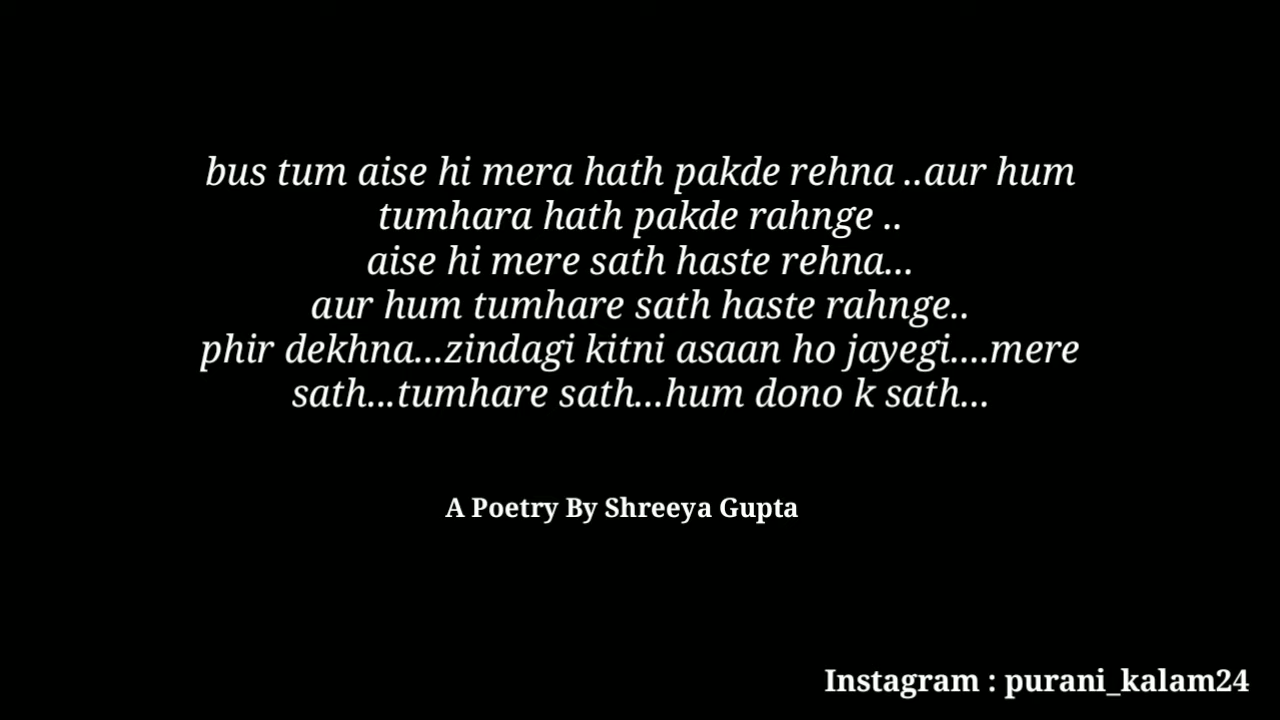 bus tum aise hi mera hath pakde rehna ..aur hum
tumhara hath pakde rahnge ..
aise hi mere sath haste rehna...
aur hum tumhare sath haste rahnge..
phir dekhna...zindagi kitni asaan ho jayegi....mere
sath...tumhare sath...hum dono k sath...
A Poetry By Shreeya Gupta
Instagram : purani_kalam24